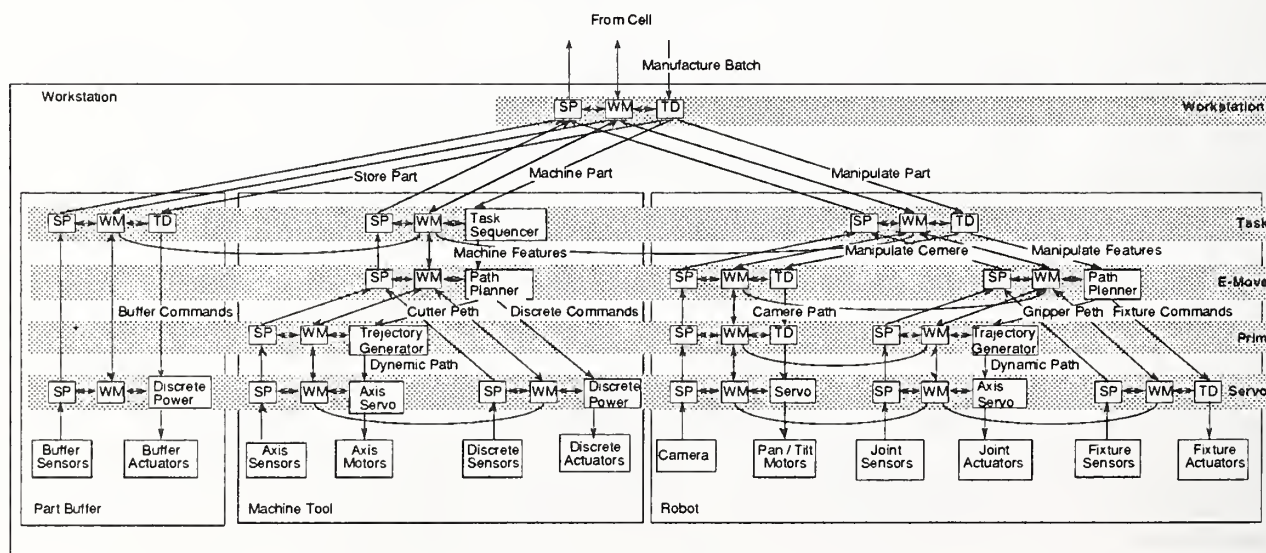 From Cell
Manufacture Batch
Workstation
SP WM TD
Workstation
Store Part
Machine Part
Manipulate Part
SP WM TD
SP WM Task
Sequencer
SP WM TD
Task
Machine Features
Manipulate Cemere
Manipulate Features
SP WM Path
Planner
SP WM TD
SP WM Path
Planner
E-Move
Buffer Commands
Cutter Peth
Discrete Commands
Camere Path
Gripper Peth
Fixture Commands
SP WM Trajectory
Generator
SP WM TD
SP WM Trajectory
Generator
Prim
Dynemic Path
Dynamic Path
SP WM Discrete
Power
SP WM Axis
Servo
SP WM Discrete
Power
SP WM Servo
SP WM Axis
Servo
SP WM TD
Servo
Buffer
Sensors
Buffer
Actuators
Axis
Sensors
Axis
Motors
Discrete
Sensors
Discrete
Actuators
Camera
Pan / Tilt
Motors
Joint
Sensors
Joint
Actuators
Fixture
Sensors
Fixture
Actuators
Part Buffer
Machine Tool
Robot